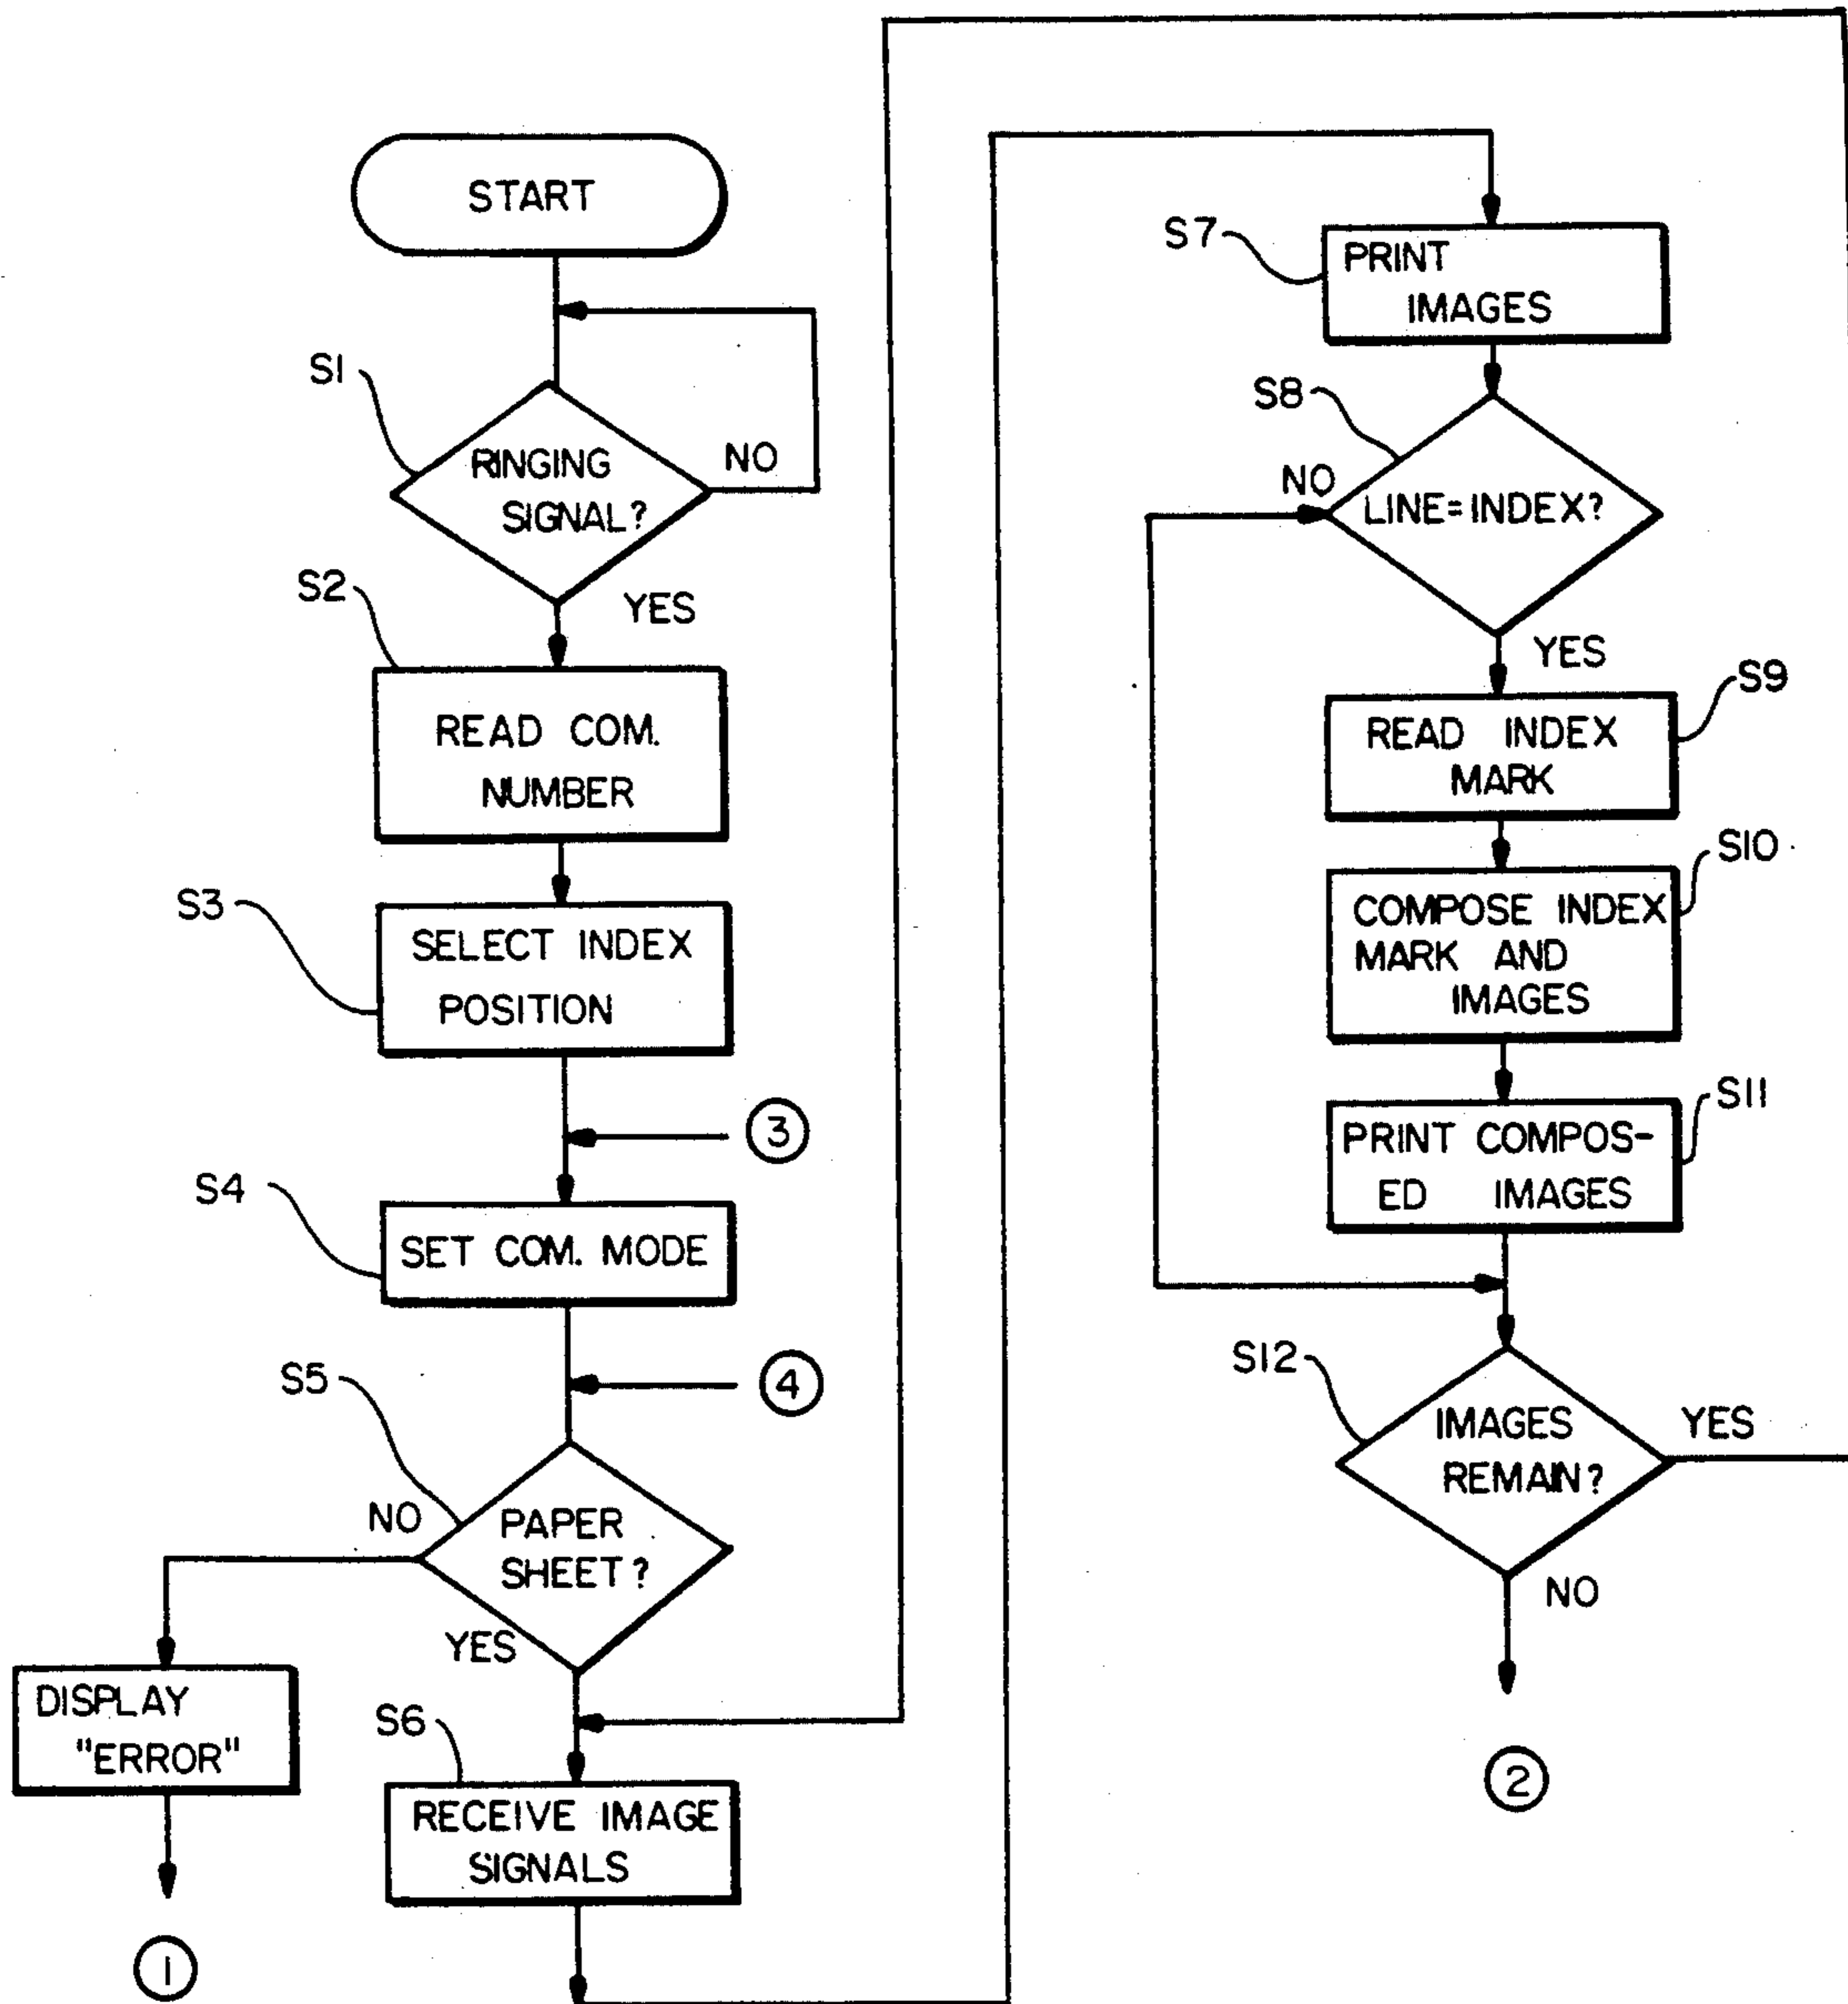 START
S1
RINGING
SIGNAL?
NO
YES
S2
READ COM.
NUMBER
S3
SELECT INDEX
POSITION
3
S4
SET COM. MODE
4
S5
PAPER
SHEET?
NO
YES
DISPLAY
"ERROR"
1
S6
RECEIVE IMAGE
SIGNALS
S7
PRINT
IMAGES
S8
LINE=INDEX?
NO
YES
S9
READ INDEX
MARK
S10
COMPOSE INDEX
MARK AND
IMAGES
S11
PRINT COMPOS-
ED IMAGES
S12
IMAGES
REMAIN?
YES
NO
2